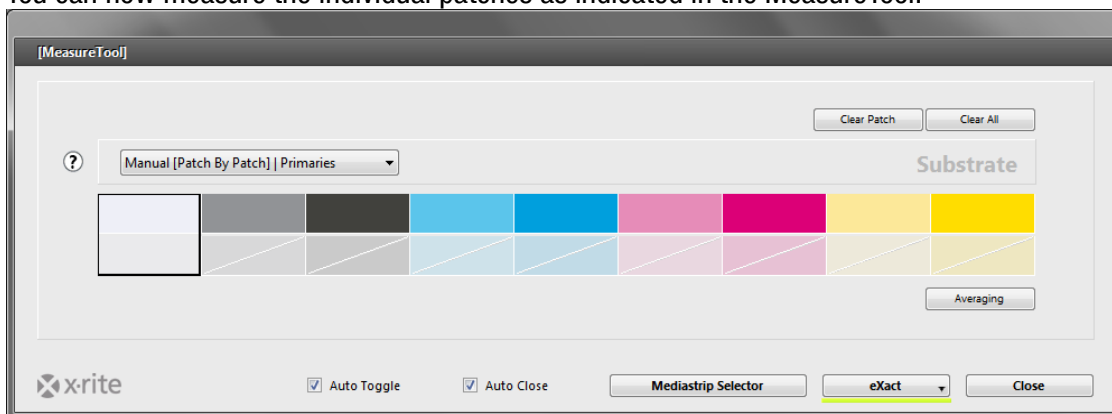 You can now measure the individual patches as indicated in the MeasureTool.
[MeasureTool]
Clear Patch Clear All
? Manual [Patch By Patch] | Primaries Substrate
Averaging
x·rite Auto Toggle Auto Close Mediastrip Selector eXact Close